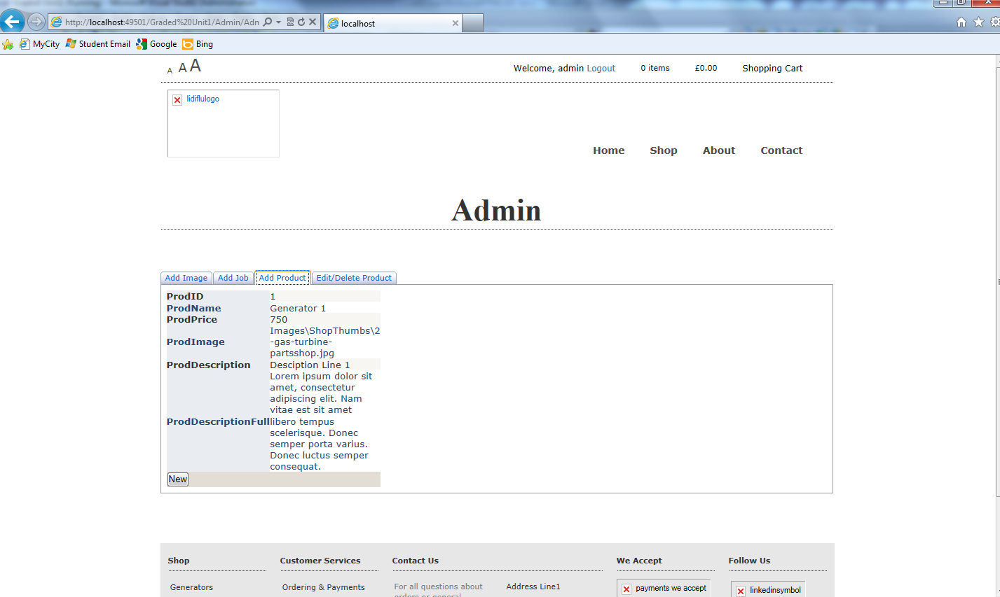 http://localhost:49501/Graded%20Unit1/Admin/Adn
localhost
MyCity
Student Email
Google
Bing
A A A
Welcome, admin Logout
0 items
£0.00
Shopping Cart
lidiflulogo
Home
Shop
About
Contact
Admin
Add Image
Add Job
Add Product
Edit/Delete Product
ProdID 1
ProdName Generator 1
ProdPrice 750
ProdImage Images\ShopThumbs\2
-gas-turbine-
partsshop.jpg
ProdDescription Desciption Line 1
ProdDescriptionFull Lorem ipsum dolor sit
amet, consectetur
adipiscing elit. Nam
vitae est sit amet
libero tempus
scelerisque. Donec
semper porta varius.
Donec luctus semper
consequat.
New
Shop
Generators
Customer Services
Ordering & Payments
Contact Us
For all questions about
orders or general
Address Line1
We Accept
payments we accept
Follow Us
linkedinsymbol